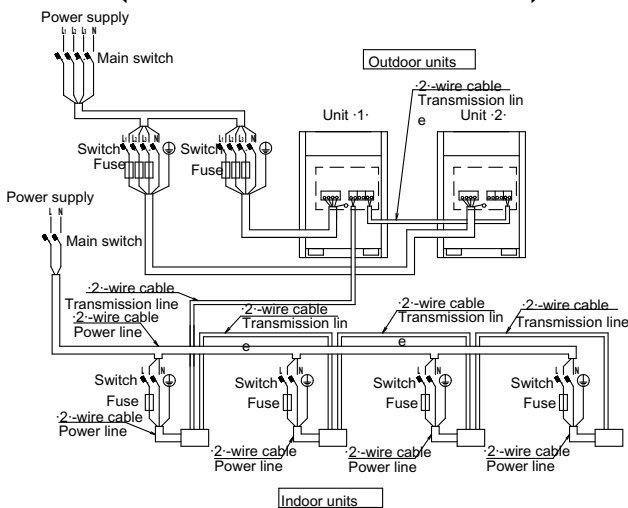 Power supply
L₁ L₂ L₃ N
Main switch
Outdoor units
·2·-wire cable
Transmission lin
e
Unit ·1·
Unit ·2·
L₁ L₂ L₃ N
L₁ L₂ L₃ N
Switch
Switch
Fuse
Fuse
Power supply
L N
Main switch
·2·-wire cable
Transmission line
·2·-wire cable
Power line
·2·-wire cable
Transmission lin
e
·2·-wire cable
Transmission lin
e
·2·-wire cable
Transmission line
L N
L N
L N
L N
Switch
Switch
Switch
Switch
Fuse
Fuse
Fuse
Fuse
·2·-wire cable
Power line
·2·-wire cable
Power line
·2·-wire cable
Power line
·2·-wire cable
Power line
Indoor units